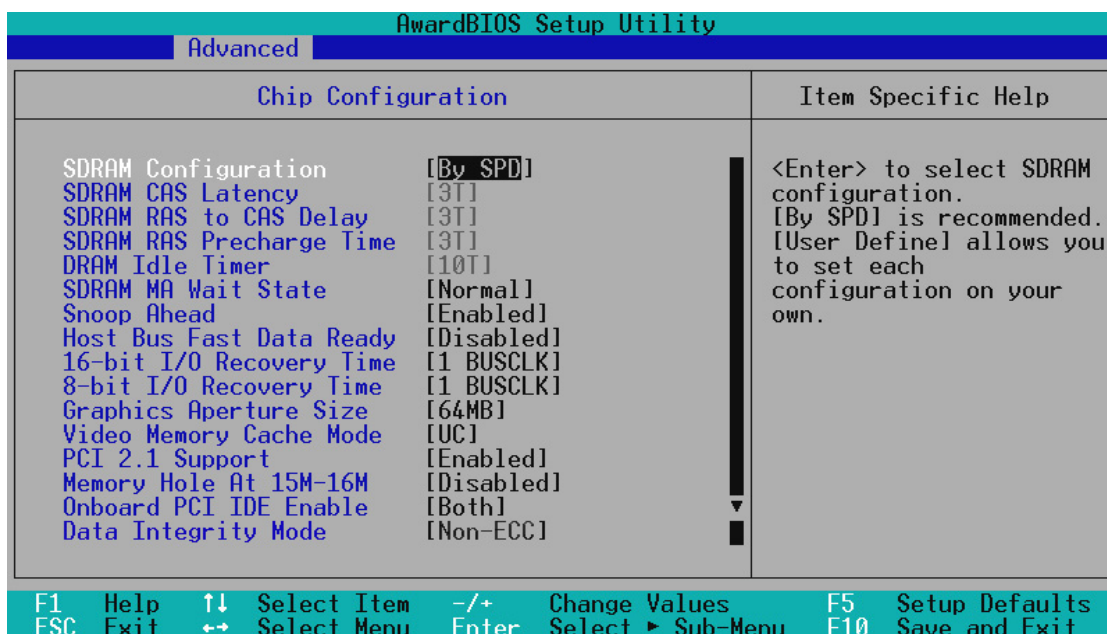 AwardBIOS Setup Utility
Advanced
Chip Configuration
Item Specific Help
SDRAM Configuration [By SPD]
SDRAM CAS Latency [3T]
SDRAM RAS to CAS Delay [3T]
SDRAM RAS Precharge Time [3T]
DRAM Idle Timer [10T]
SDRAM MA Wait State [Normal]
Snoop Ahead [Enabled]
Host Bus Fast Data Ready [Disabled]
16-bit I/O Recovery Time [1 BUSCLK]
8-bit I/O Recovery Time [1 BUSCLK]
Graphics Aperture Size [64MB]
Video Memory Cache Mode [UC]
PCI 2.1 Support [Enabled]
Memory Hole At 15M-16M [Disabled]
Onboard PCI IDE Enable [Both]
Data Integrity Mode [Non-ECC]
<Enter> to select SDRAM
configuration.
[By SPD] is recommended.
[User Define] allows you
to set each
configuration on your
own.
F1 Help ↑↓ Select Item -/+ Change Values F5 Setup Defaults
ESC Exit ←→ Select Menu Enter Select ► Sub-Menu F10 Save and Exit